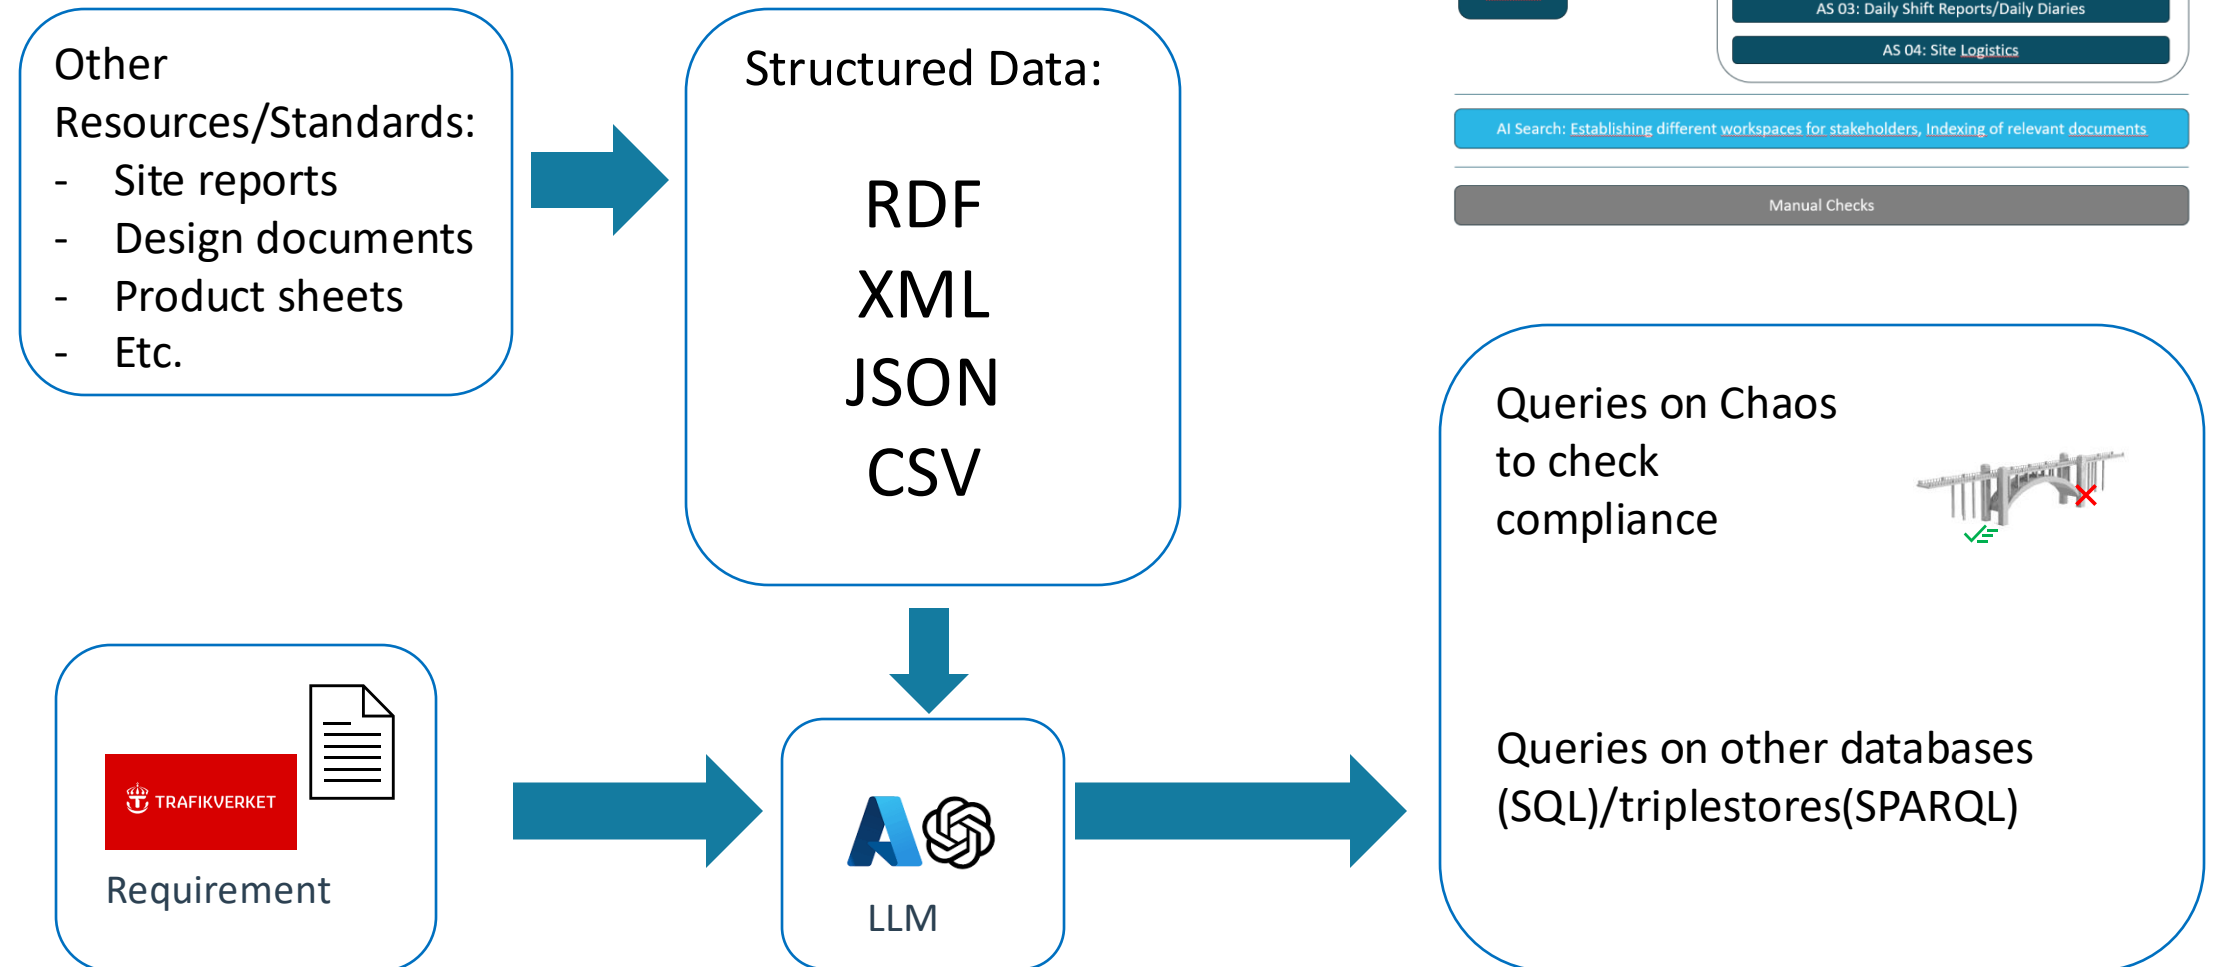 Other
Resources/Standards:
- Site reports
- Design documents
- Product sheets
- Etc.
Structured Data:
RDF
XML
JSON
CSV
AS 03: Daily Shift Reports/Daily Diaries
AS 04: Site Logistics
AI Search: Establishing different workspaces for stakeholders, Indexing of relevant documents
Manual Checks
Queries on Chaos
to check
compliance
Queries on other databases
(SQL)/triplestores(SPARQL)
TRAFIKVERKET
Requirement
LLM